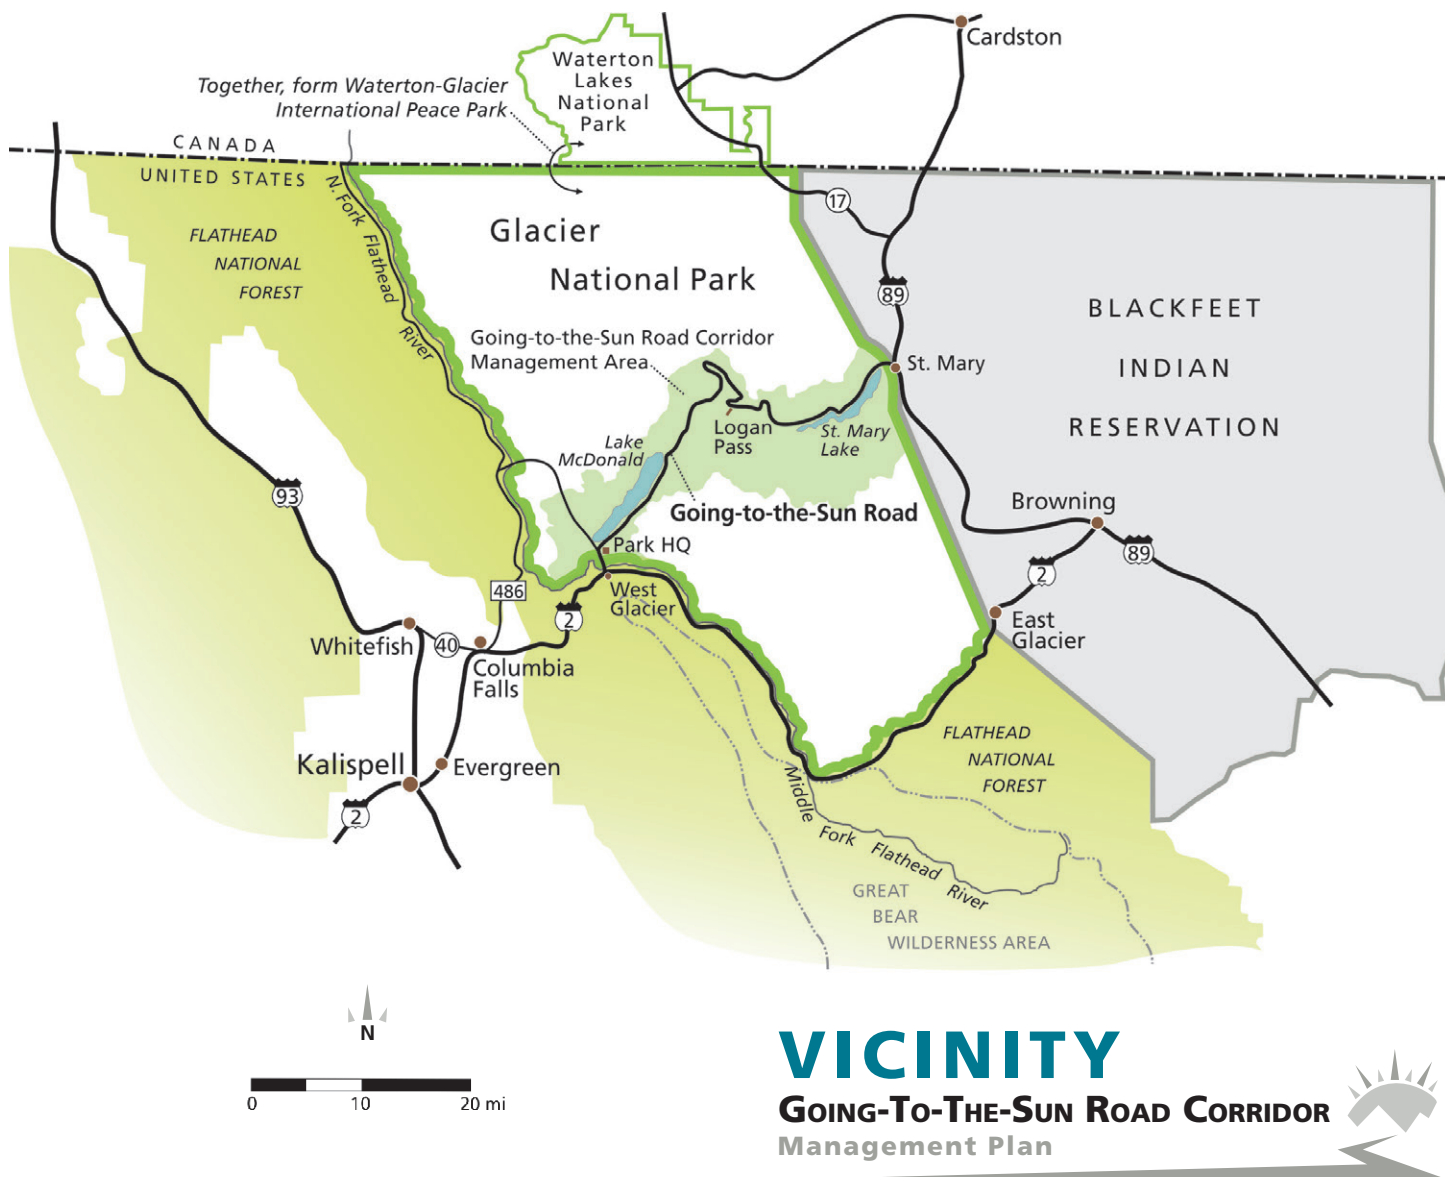 Cardston
Waterton
Lakes
National
Park
Together, form Waterton-Glacier
International Peace Park
CANADA
UNITED STATES
N. Fork Flathead River
17
FLATHEAD
NATIONAL
FOREST
Glacier
National Park
89
BLACKFEET
INDIAN
RESERVATION
Going-to-the-Sun Road Corridor
Management Area
St. Mary
Logan
Pass
St. Mary
Lake
Lake
McDonald
93
Going-to-the-Sun Road
Browning
Park HQ
89
2
486
West
Glacier
2
East
Glacier
Whitefish
40
Columbia
Falls
FLATHEAD
NATIONAL
FOREST
Kalispell
Evergreen
2
Middle Fork Flathead River
GREAT
BEAR
WILDERNESS AREA
N
0 10 20 mi
VICINITY
GOING-TO-THE-SUN ROAD CORRIDOR
Management Plan